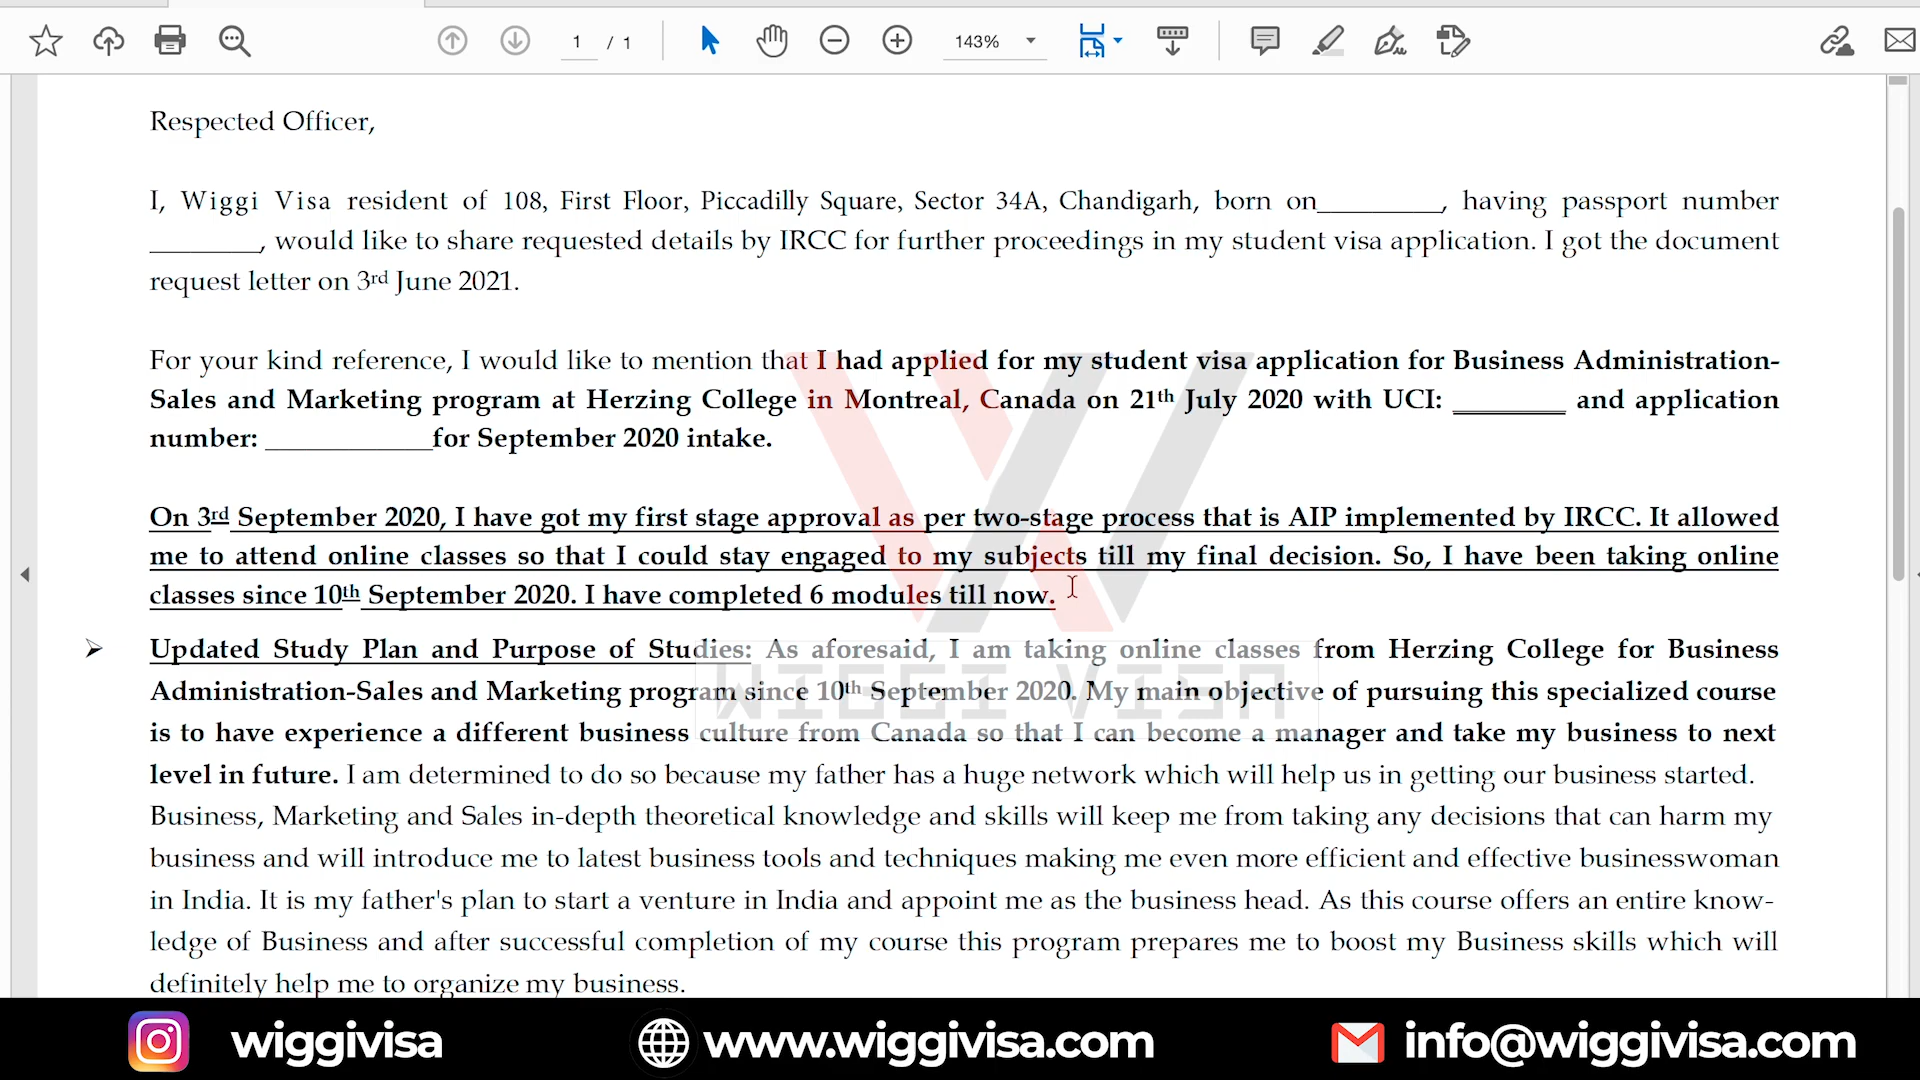 1 / 1 143%
Respected Officer,
I, Wiggi Visa resident of 108, First Floor, Piccadilly Square, Sector 34A, Chandigarh, born on_________, having passport number
________, would like to share requested details by IRCC for further proceedings in my student visa application. I got the document
request letter on 3rd June 2021.
For your kind reference, I would like to mention that I had applied for my student visa application for Business Administration-
Sales and Marketing program at Herzing College in Montreal, Canada on 21th July 2020 with UCI: ________ and application
number: ____________for September 2020 intake.
On 3rd September 2020, I have got my first stage approval as per two-stage process that is AIP implemented by IRCC. It allowed
me to attend online classes so that I could stay engaged to my subjects till my final decision. So, I have been taking online
classes since 10th September 2020. I have completed 6 modules till now.
➢ Updated Study Plan and Purpose of Studies: As aforesaid, I am taking online classes from Herzing College for Business
Administration-Sales and Marketing program since 10th September 2020. My main objective of pursuing this specialized course
is to have experience a different business culture from Canada so that I can become a manager and take my business to next
level in future. I am determined to do so because my father has a huge network which will help us in getting our business started.
Business, Marketing and Sales in-depth theoretical knowledge and skills will keep me from taking any decisions that can harm my
business and will introduce me to latest business tools and techniques making me even more efficient and effective businesswoman
in India. It is my father's plan to start a venture in India and appoint me as the business head. As this course offers an entire know-
ledge of Business and after successful completion of my course this program prepares me to boost my Business skills which will
definitely help me to organize my business.
WIGGI VISA
wiggivisa www.wiggivisa.com info@wiggivisa.com